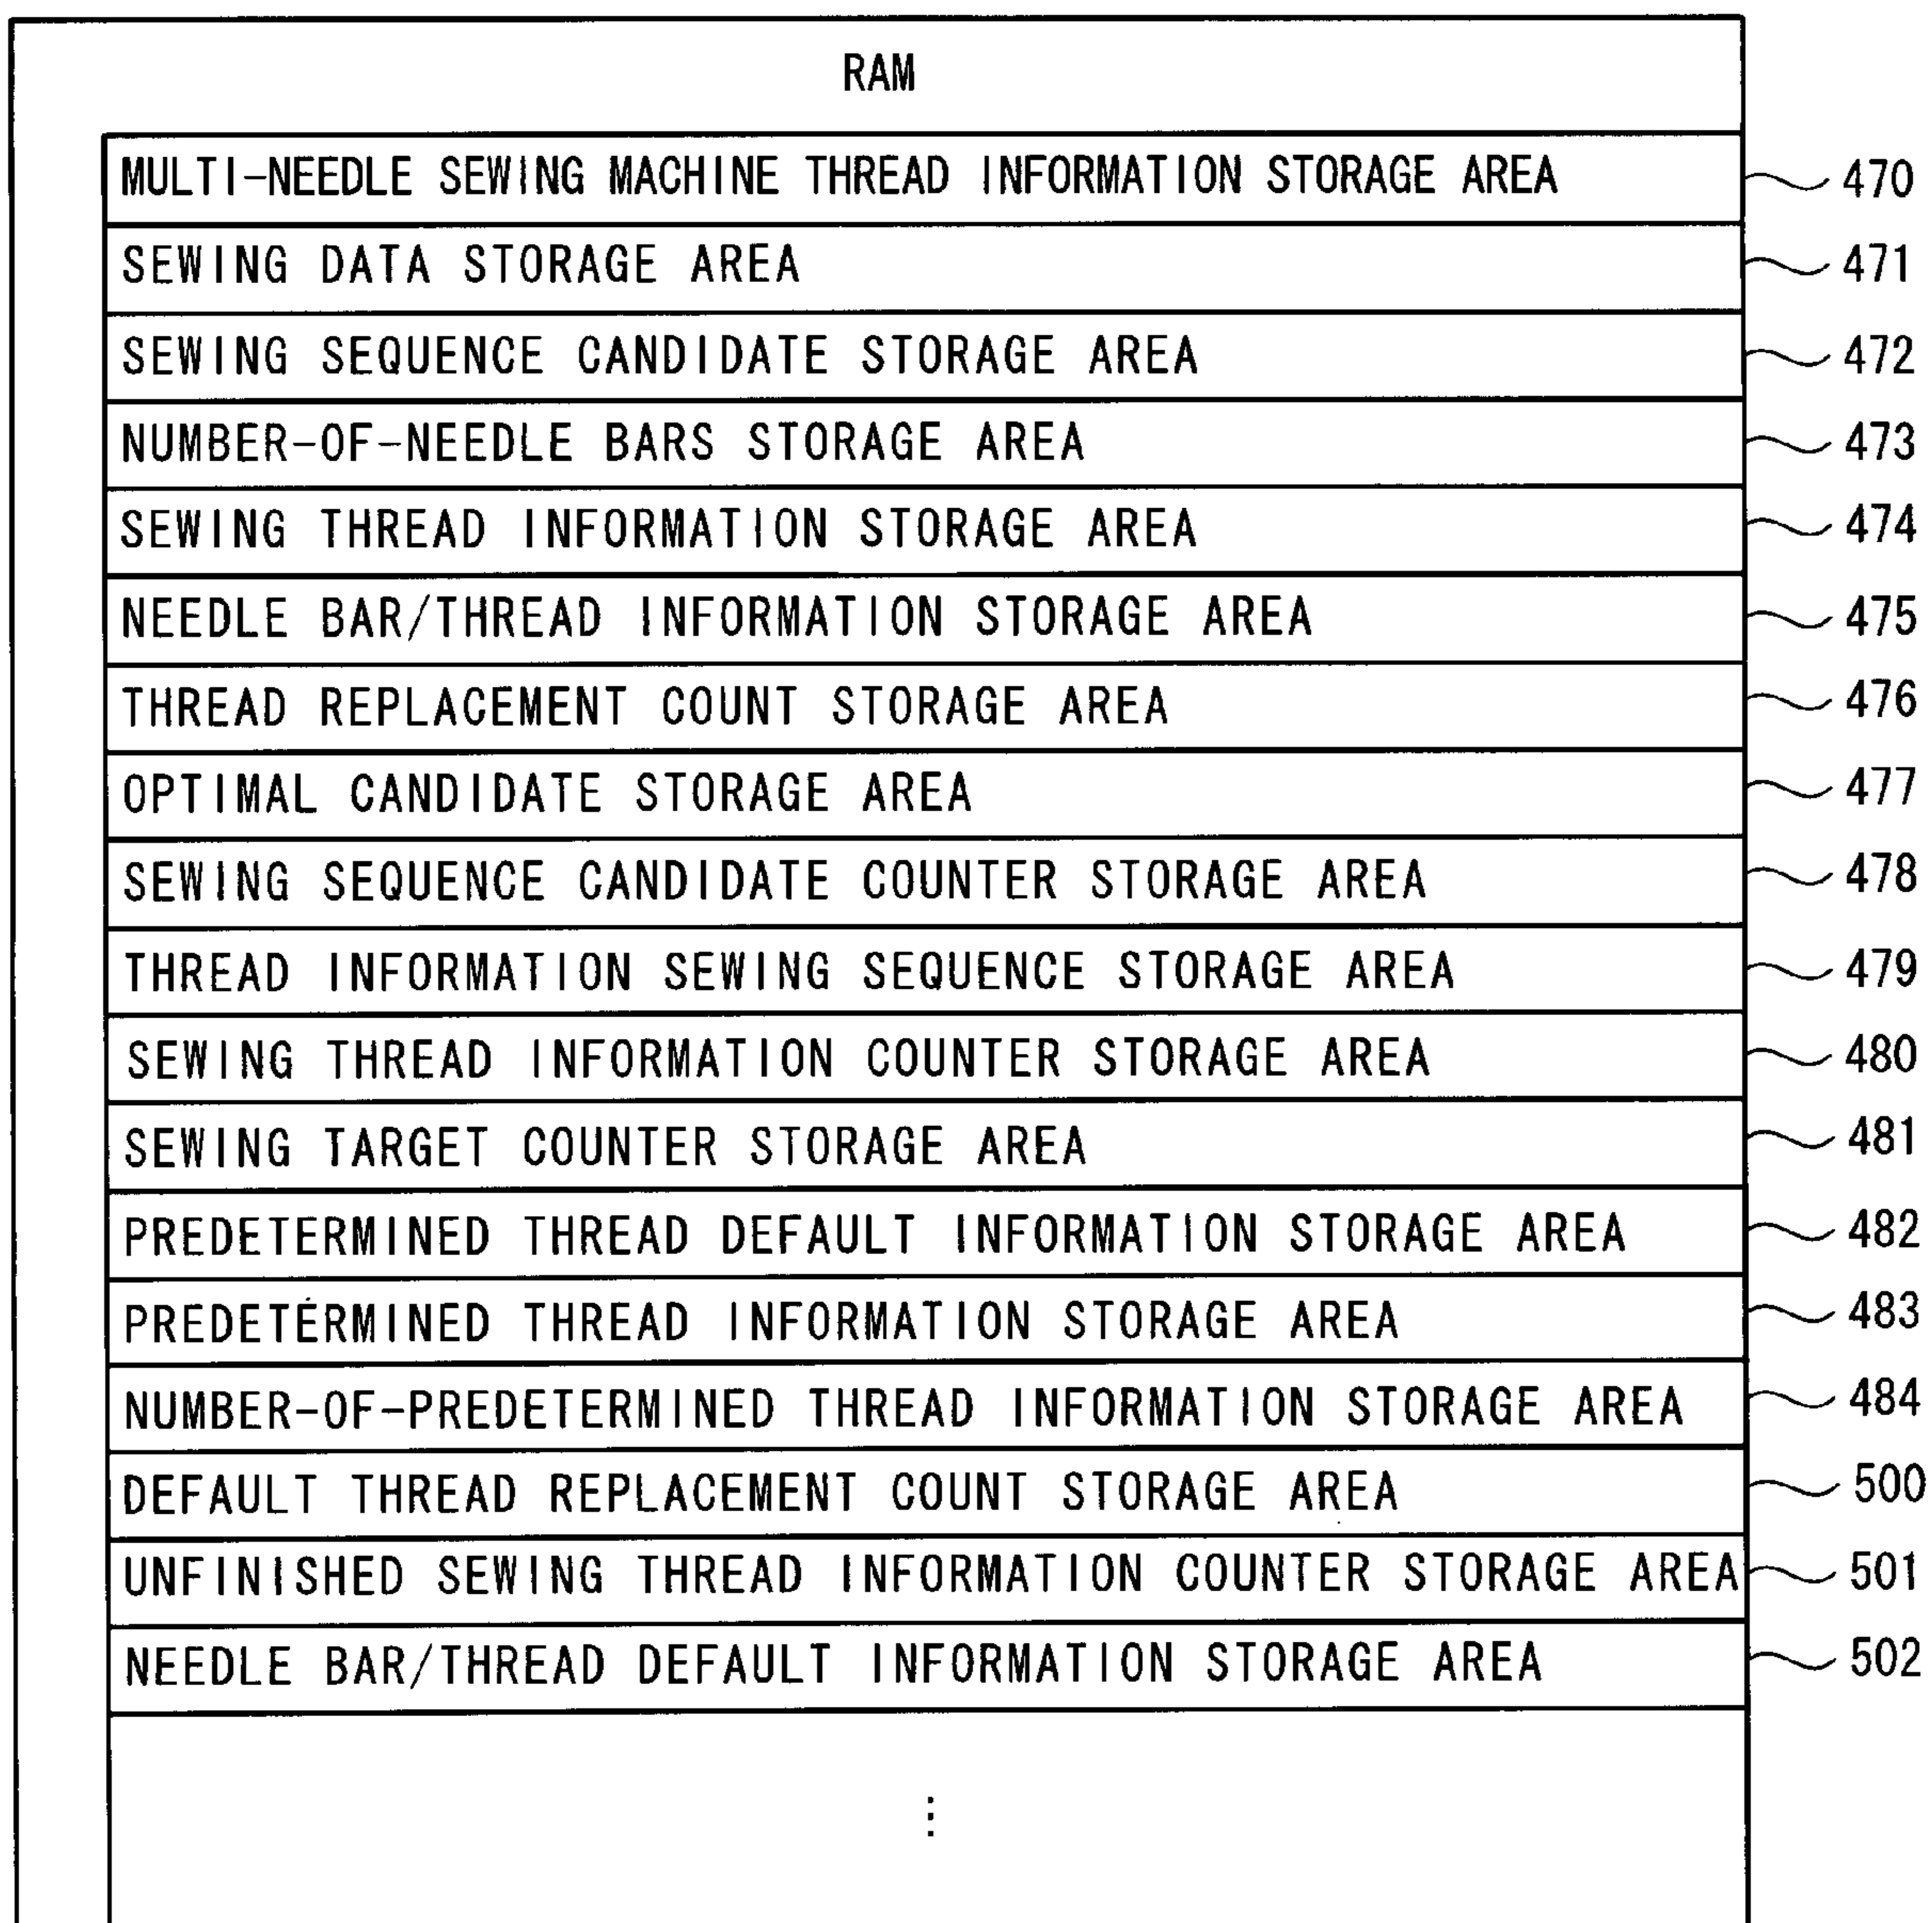 RAM
MULTI-NEEDLE SEWING MACHINE THREAD INFORMATION STORAGE AREA 470
SEWING DATA STORAGE AREA 471
SEWING SEQUENCE CANDIDATE STORAGE AREA 472
NUMBER-OF-NEEDLE BARS STORAGE AREA 473
SEWING THREAD INFORMATION STORAGE AREA 474
NEEDLE BAR/THREAD INFORMATION STORAGE AREA 475
THREAD REPLACEMENT COUNT STORAGE AREA 476
OPTIMAL CANDIDATE STORAGE AREA 477
SEWING SEQUENCE CANDIDATE COUNTER STORAGE AREA 478
THREAD INFORMATION SEWING SEQUENCE STORAGE AREA 479
SEWING THREAD INFORMATION COUNTER STORAGE AREA 480
SEWING TARGET COUNTER STORAGE AREA 481
PREDETERMINED THREAD DEFAULT INFORMATION STORAGE AREA 482
PREDETERMINED THREAD INFORMATION STORAGE AREA 483
NUMBER-OF-PREDETERMINED THREAD INFORMATION STORAGE AREA 484
DEFAULT THREAD REPLACEMENT COUNT STORAGE AREA 500
UNFINISHED SEWING THREAD INFORMATION COUNTER STORAGE AREA 501
NEEDLE BAR/THREAD DEFAULT INFORMATION STORAGE AREA 502
⋮